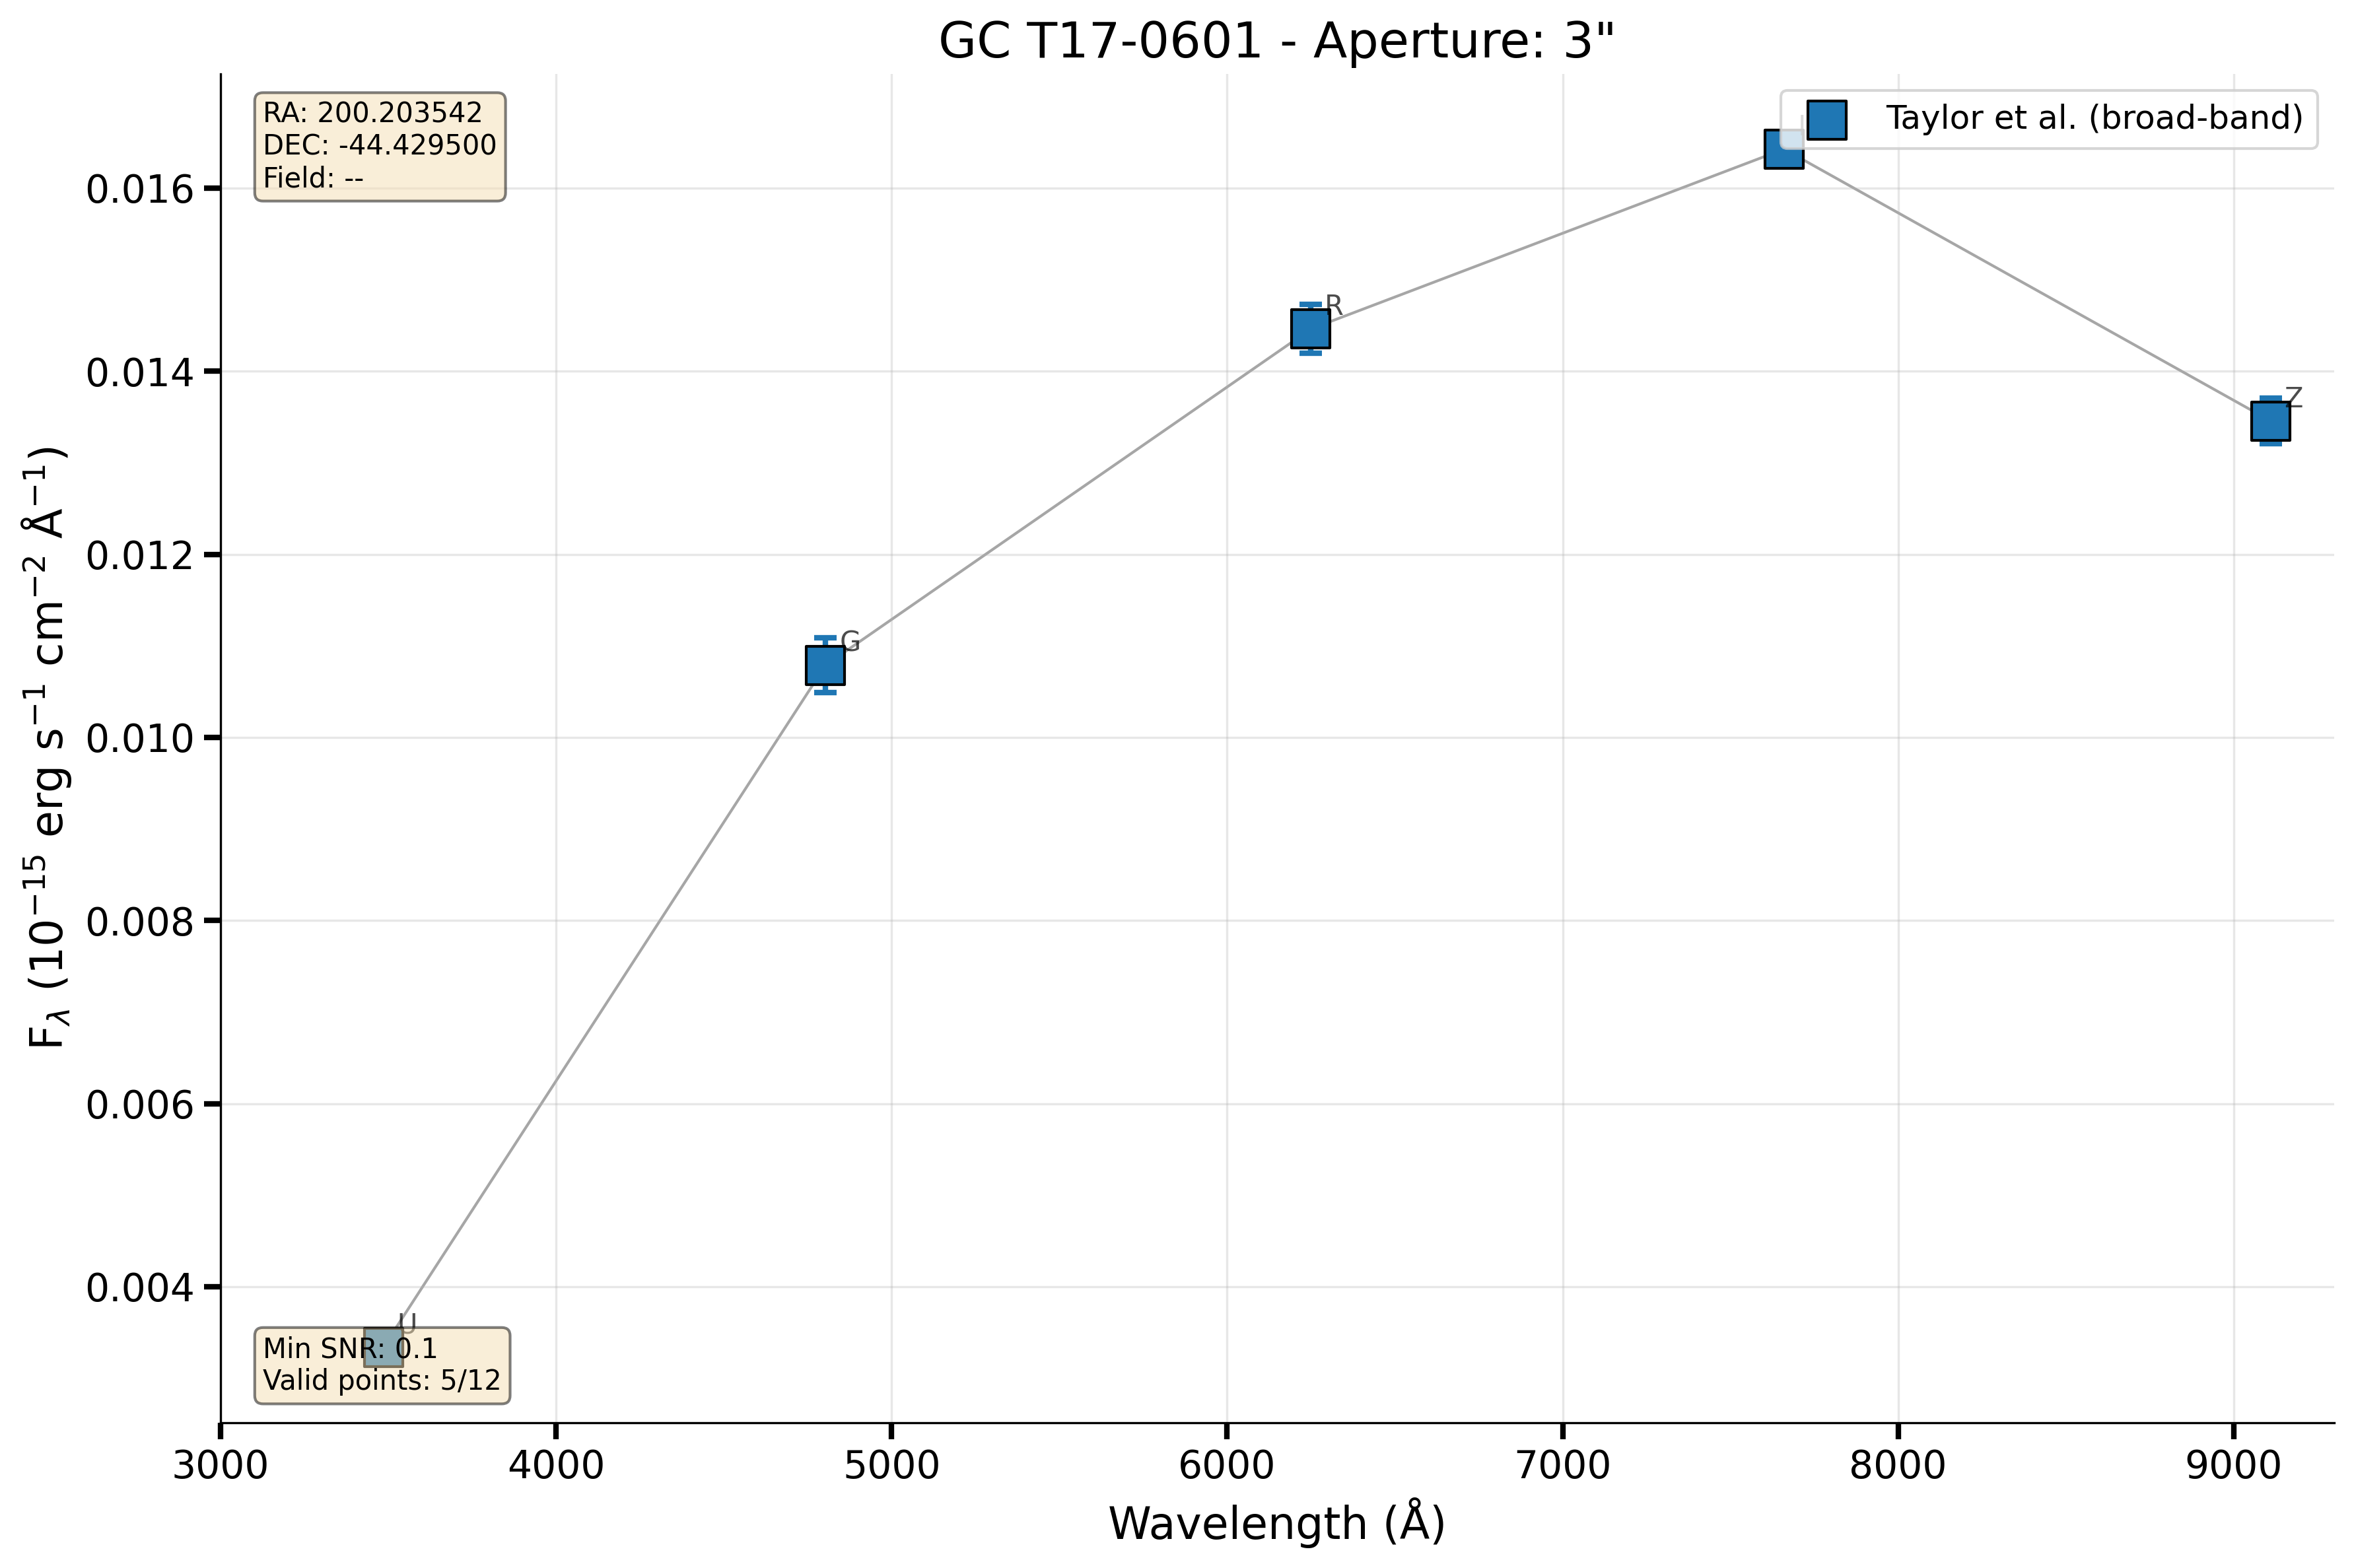 GC T17-0601 - Aperture: 3"
RA: 200.203542
DEC: -44.429500
Field: --
Taylor et al. (broad-band)
I
R
Z
G
U
Min SNR: 0.1
Valid points: 5/12
0.016
0.014
0.012
0.010
0.008
0.006
0.004
F_λ (10⁻¹⁵ erg s⁻¹ cm⁻² Å⁻¹)
3000 4000 5000 6000 7000 8000 9000
Wavelength (Å)